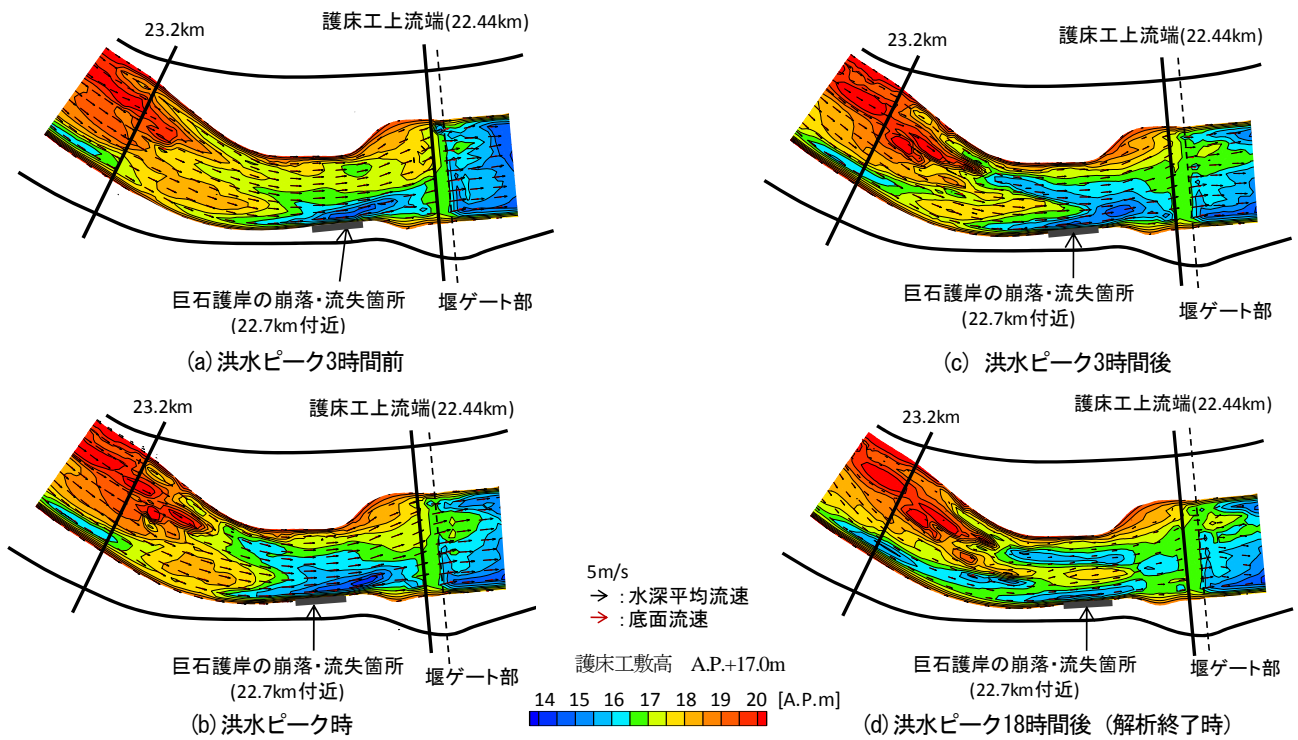 護床工上流端(22.44km)
23.2km
巨石護岸の崩落・流失箇所
(22.7km付近)
堰ゲート部
(a) 洪水ピーク3時間前
護床工上流端(22.44km)
23.2km
巨石護岸の崩落・流失箇所
(22.7km付近)
堰ゲート部
(c) 洪水ピーク3時間後
23.2km
護床工上流端(22.44km)
巨石護岸の崩落・流失箇所
(22.7km付近)
堰ゲート部
(b) 洪水ピーク時
5m/s
:水深平均流速
:底面流速
護床工敷高 A.P.+17.0m
14 15 16 17 18 19 20 [A.P.m]
護床工上流端(22.44km)
23.2km
巨石護岸の崩落・流失箇所
(22.7km付近)
堰ゲート部
(d) 洪水ピーク18時間後 (解析終了時)